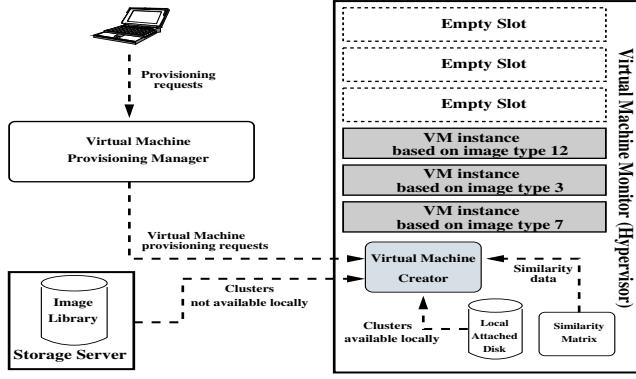 Provisioning
requests
Virtual Machine
Provisioning Manager
Virtual Machine
provisioning requests
Clusters
not available locally
Image
Library
Storage Server
Empty Slot
Empty Slot
Empty Slot
VM instance
based on image type 12
VM instance
based on image type 3
VM instance
based on image type 7
Virtual Machine
Creator
Similarity
data
Clusters
available locally
Local
Attached
Disk
Similarity
Matrix
Virtual Machine Monitor (Hypervisor)